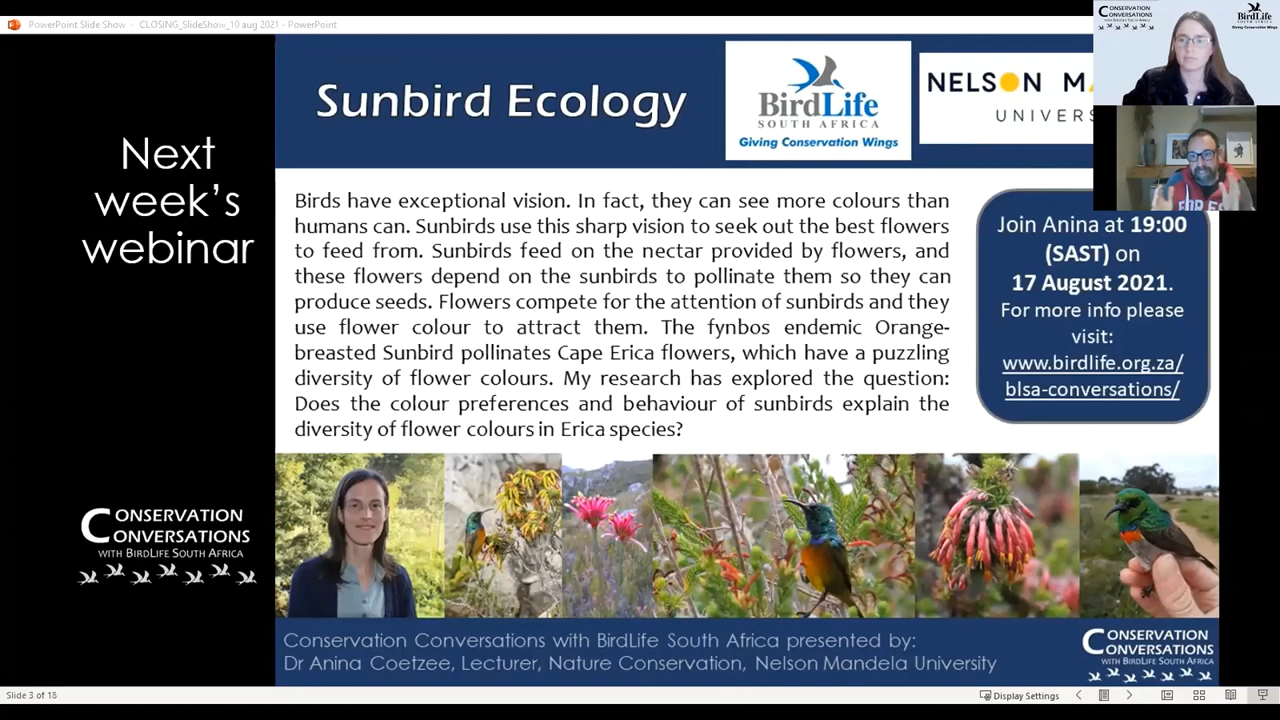 PowerPoint Slide Show - CLOSING_SlideShow_10 aug 2021 - PowerPoint
CONSERVATION
CONVERSATIONS
BirdLife
SOUTH AFRICA
Giving Conservation Wings
Next
week's
webinar
Sunbird Ecology
BirdLife
SOUTH AFRICA
Giving Conservation Wings
NELSON MA
UNIVERS
Birds have exceptional vision. In fact, they can see more colours than
humans can. Sunbirds use this sharp vision to seek out the best flowers
to feed from. Sunbirds feed on the nectar provided by flowers, and
these flowers depend on the sunbirds to pollinate them so they can
produce seeds. Flowers compete for the attention of sunbirds and they
use flower colour to attract them. The fynbos endemic Orange-
breasted Sunbird pollinates Cape Erica flowers, which have a puzzling
diversity of flower colours. My research has explored the question:
Does the colour preferences and behaviour of sunbirds explain the
diversity of flower colours in Erica species?
Join Anina at 19:00
(SAST) on
17 August 2021.
For more info please
visit:
www.birdlife.org.za/
blsa-conversations/
CONSERVATION
CONVERSATIONS
WITH BIRDLIFE SOUTH AFRICA
Conservation Conversations with BirdLife South Africa presented by:
Dr Anina Coetzee, Lecturer, Nature Conservation, Nelson Mandela University
CONSERVATION
CONVERSATIONS
WITH BIRDLIFE SOUTH AFRICA
Slide 3 of 18
Display Settings